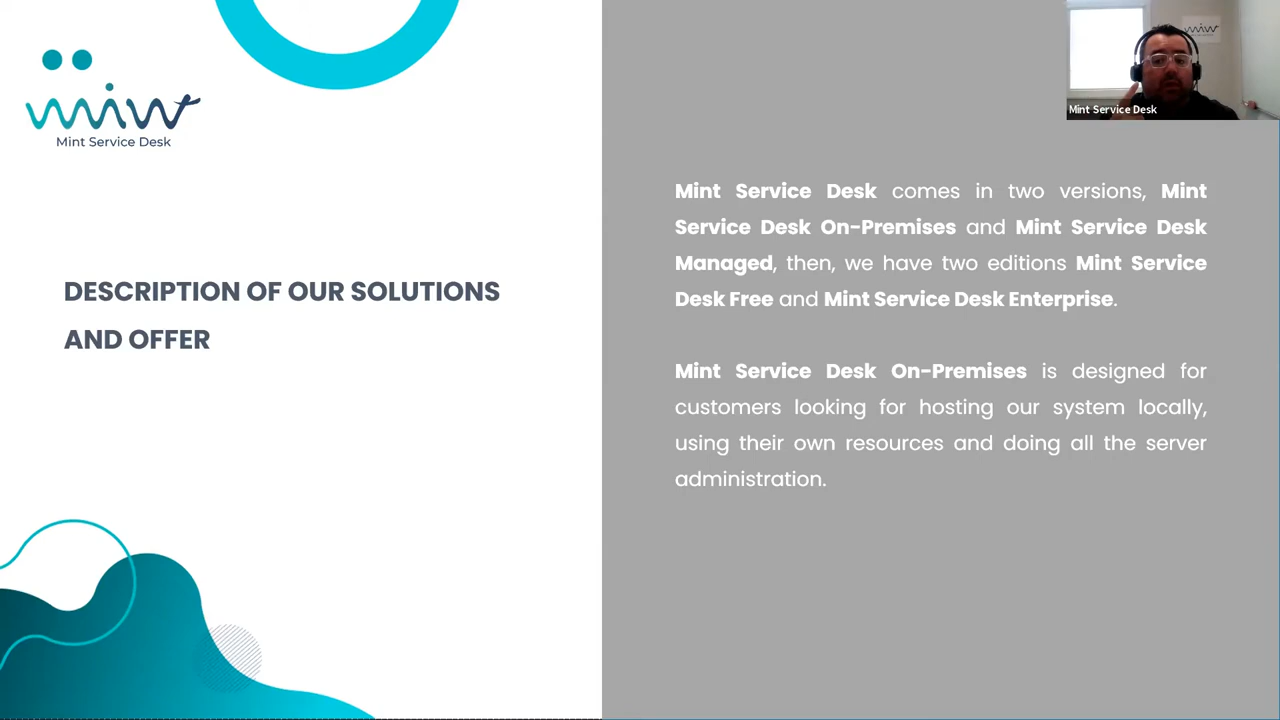 mint
Mint Service Desk
DESCRIPTION OF OUR SOLUTIONS
AND OFFER
mint
Mint Service Desk
Mint Service Desk comes in two versions, Mint
Service Desk On-Premises and Mint Service Desk
Managed, then, we have two editions Mint Service
Desk Free and Mint Service Desk Enterprise.
Mint Service Desk On-Premises is designed for
customers looking for hosting our system locally,
using their own resources and doing all the server
administration.